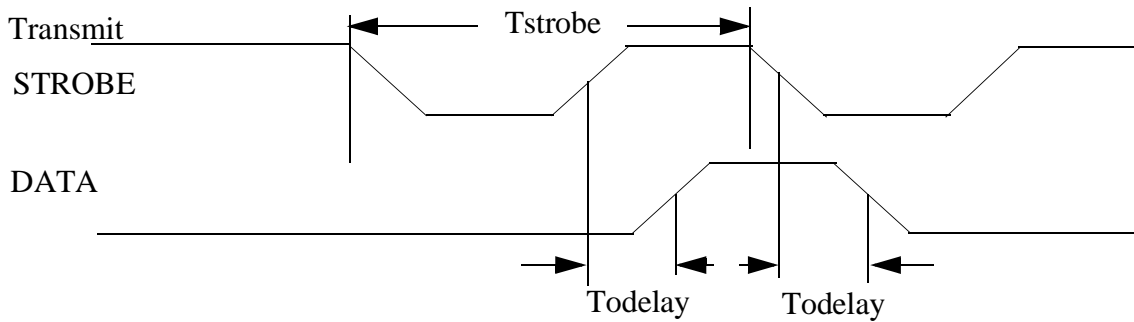 Transmit
Tstrobe
STROBE
DATA
Todelay
Todelay